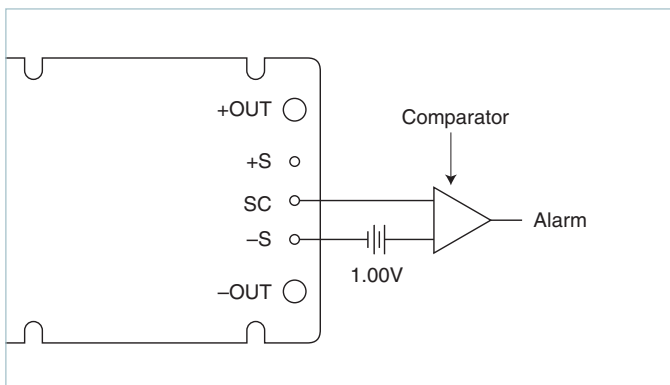 +OUT
Comparator
+S
SC
Alarm
–S
1.00V
–OUT